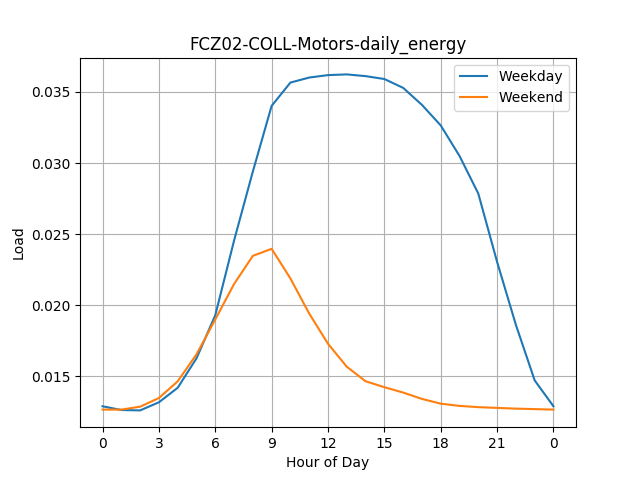 FCZ02-COLL-Motors-daily_energy
Weekday
Weekend
0.035
0.030
0.025
0.020
0.015
Load
0 3 6 9 12 15 18 21 0
Hour of Day